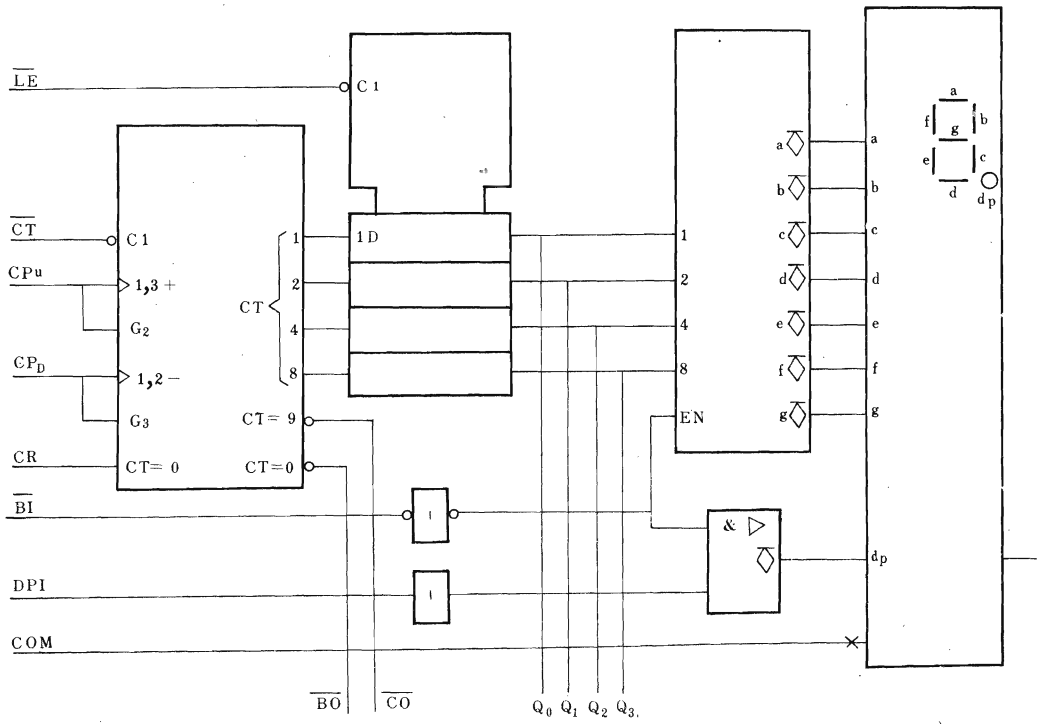 LE
C1
a
f
b
g
e
c
d
dp
a
a
b
b
c
c
d
d
e
e
f
f
g
g
CT
C1
1
1D
1
CPu
1,3+
2
2
G2
CT
4
4
CPD
1,2−
8
8
G3
CT=9
EN
CR
CT=0
CT=0
BI
1
& ▷
dp
DPI
1
COM
BO
CO
Q0
Q1
Q2
Q3